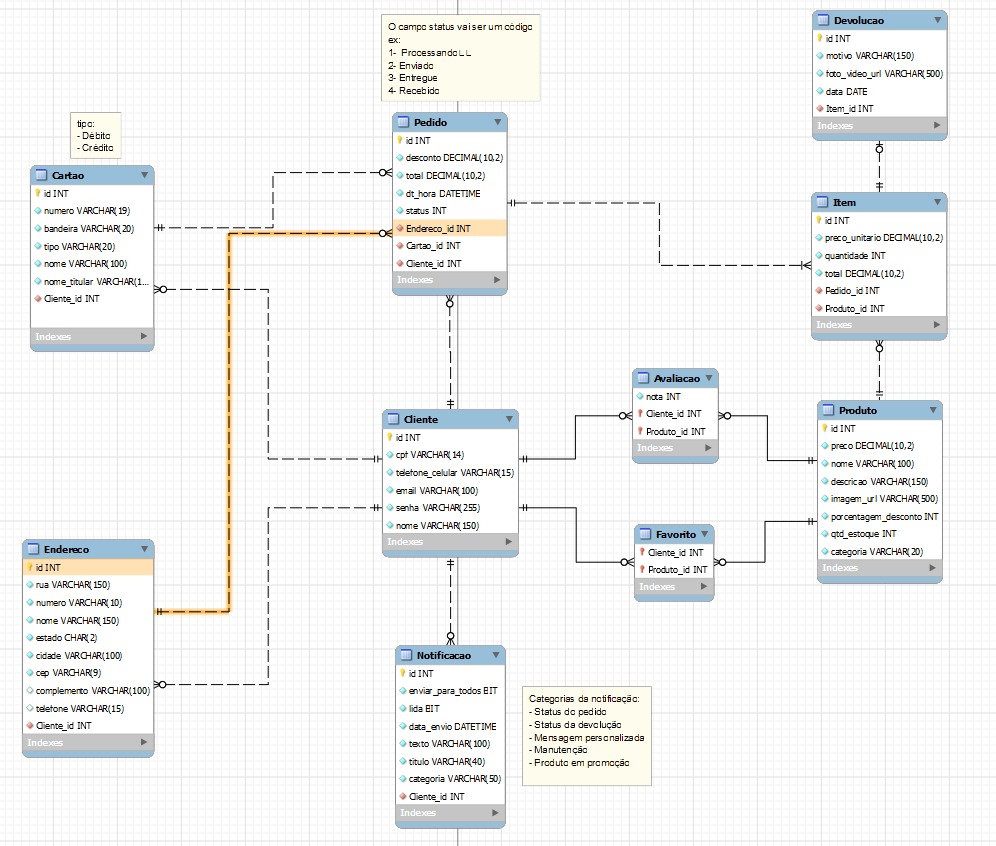 O campo status vai ser um código
ex:
1- Processando
2- Enviado
3- Entregue
4- Recebido
Devolucao
id INT
motivo VARCHAR(150)
foto_video_url VARCHAR(500)
data DATE
Item_id INT
Indexes
tipo:
- Débito
- Crédito
Cartao
id INT
numero VARCHAR(19)
bandeira VARCHAR(20)
tipo VARCHAR(20)
nome VARCHAR(100)
nome_titular VARCHAR(1...
Cliente_id INT
Indexes
Pedido
id INT
desconto DECIMAL(10,2)
total DECIMAL(10,2)
dt_hora DATETIME
status INT
Endereco_id INT
Cartao_id INT
Cliente_id INT
Indexes
Item
id INT
preco_unitario DECIMAL(10,2)
quantidade INT
total DECIMAL(10,2)
Pedido_id INT
Produto_id INT
Indexes
Avaliacao
nota INT
Cliente_id INT
Produto_id INT
Indexes
Cliente
id INT
cpf VARCHAR(14)
telefone_celular VARCHAR(15)
email VARCHAR(100)
senha VARCHAR(255)
nome VARCHAR(150)
Indexes
Produto
id INT
preco DECIMAL(10,2)
nome VARCHAR(100)
descricao VARCHAR(150)
imagem_url VARCHAR(500)
porcentagem_desconto INT
qtd_estoque INT
categoria VARCHAR(20)
Indexes
Favorito
Cliente_id INT
Produto_id INT
Indexes
Endereco
id INT
rua VARCHAR(150)
numero VARCHAR(10)
nome VARCHAR(150)
estado CHAR(2)
cidade VARCHAR(100)
cep VARCHAR(9)
complemento VARCHAR(100)
telefone VARCHAR(15)
Cliente_id INT
Indexes
Notificacao
id INT
enviar_para_todos BIT
lida BIT
data_envio DATETIME
texto VARCHAR(100)
titulo VARCHAR(40)
categoria VARCHAR(50)
Cliente_id INT
Indexes
Categorias da notificação:
- Status do pedido
- Status da devolução
- Mensagem personalizada
- Manutenção
- Produto em promoção